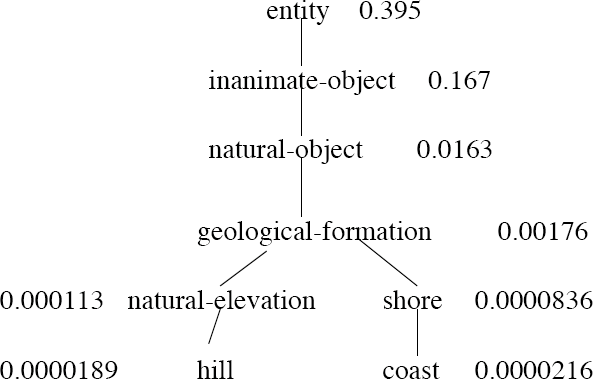 entity 0.395
inanimate-object 0.167
natural-object 0.0163
geological-formation 0.00176
0.000113 natural-elevation shore 0.0000836
0.0000189 hill coast 0.0000216